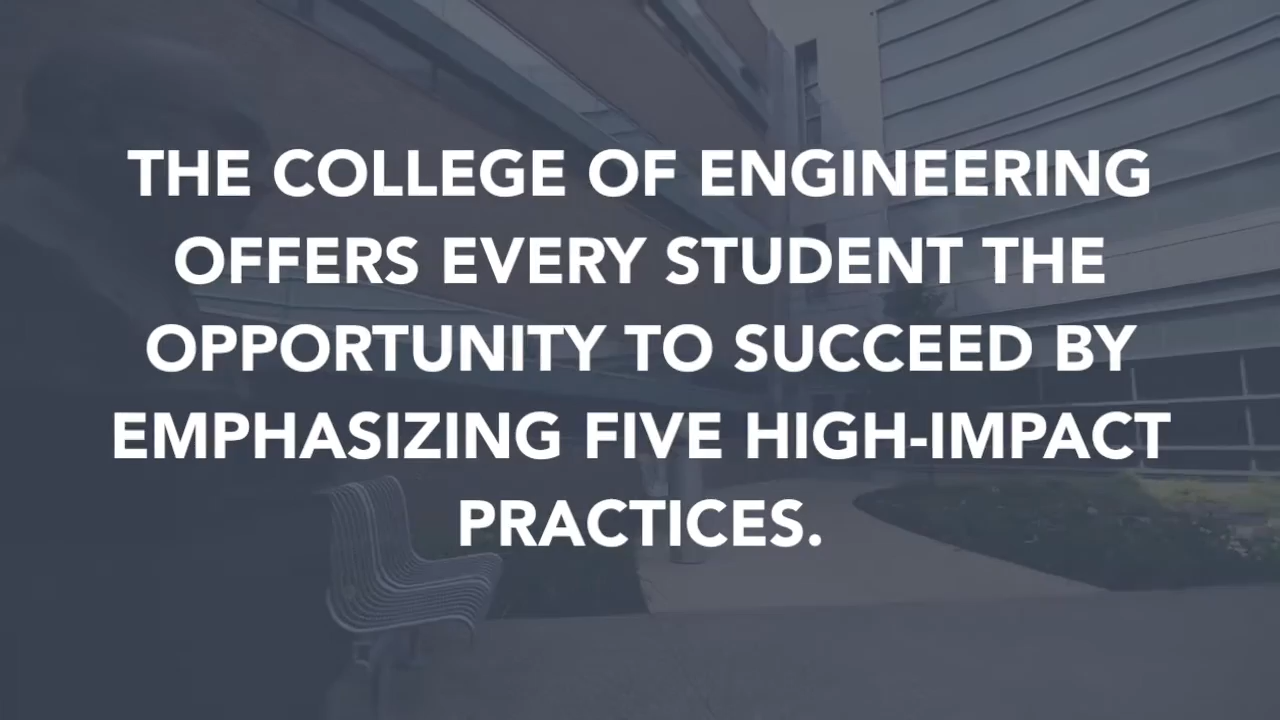 THE COLLEGE OF ENGINEERING
OFFERS EVERY STUDENT THE
OPPORTUNITY TO SUCCEED BY
EMPHASIZING FIVE HIGH-IMPACT
PRACTICES.